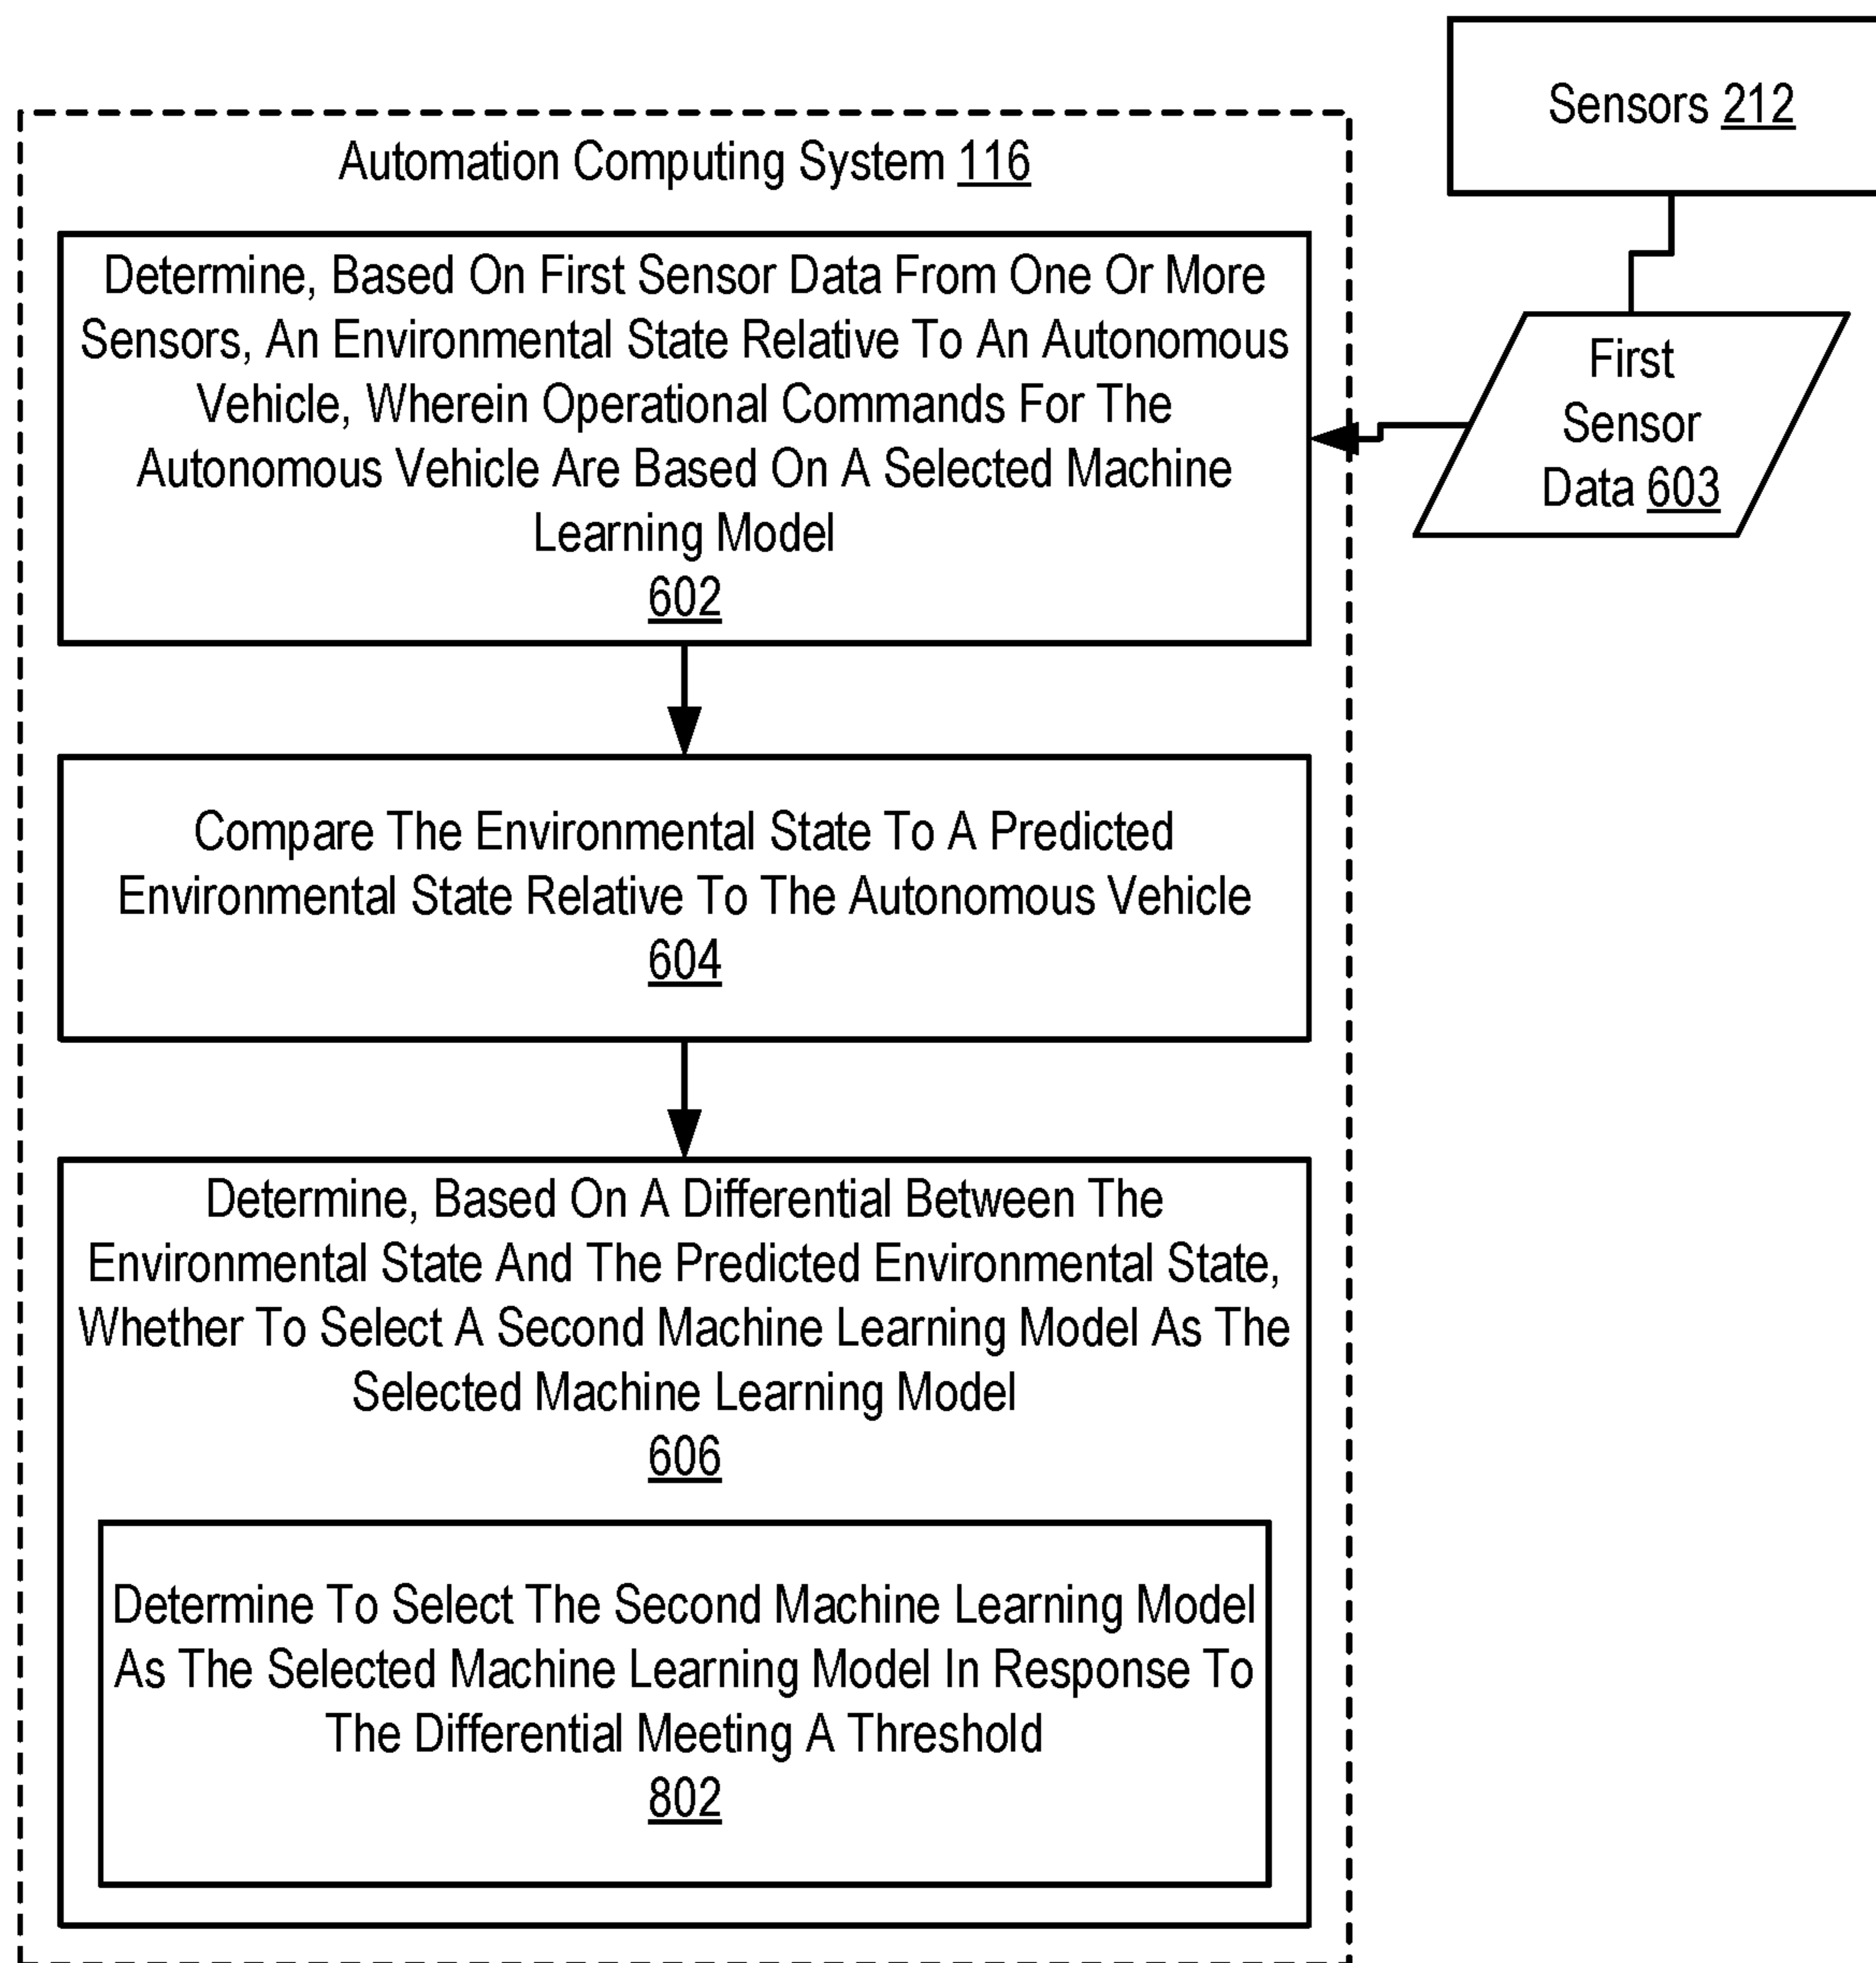 Sensors 212
Automation Computing System 116
Determine, Based On First Sensor Data From One Or More
Sensors, An Environmental State Relative To An Autonomous
Vehicle, Wherein Operational Commands For The
Autonomous Vehicle Are Based On A Selected Machine
Learning Model
602
First
Sensor
Data 603
Compare The Environmental State To A Predicted
Environmental State Relative To The Autonomous Vehicle
604
Determine, Based On A Differential Between The
Environmental State And The Predicted Environmental State,
Whether To Select A Second Machine Learning Model As The
Selected Machine Learning Model
606
Determine To Select The Second Machine Learning Model
As The Selected Machine Learning Model In Response To
The Differential Meeting A Threshold
802